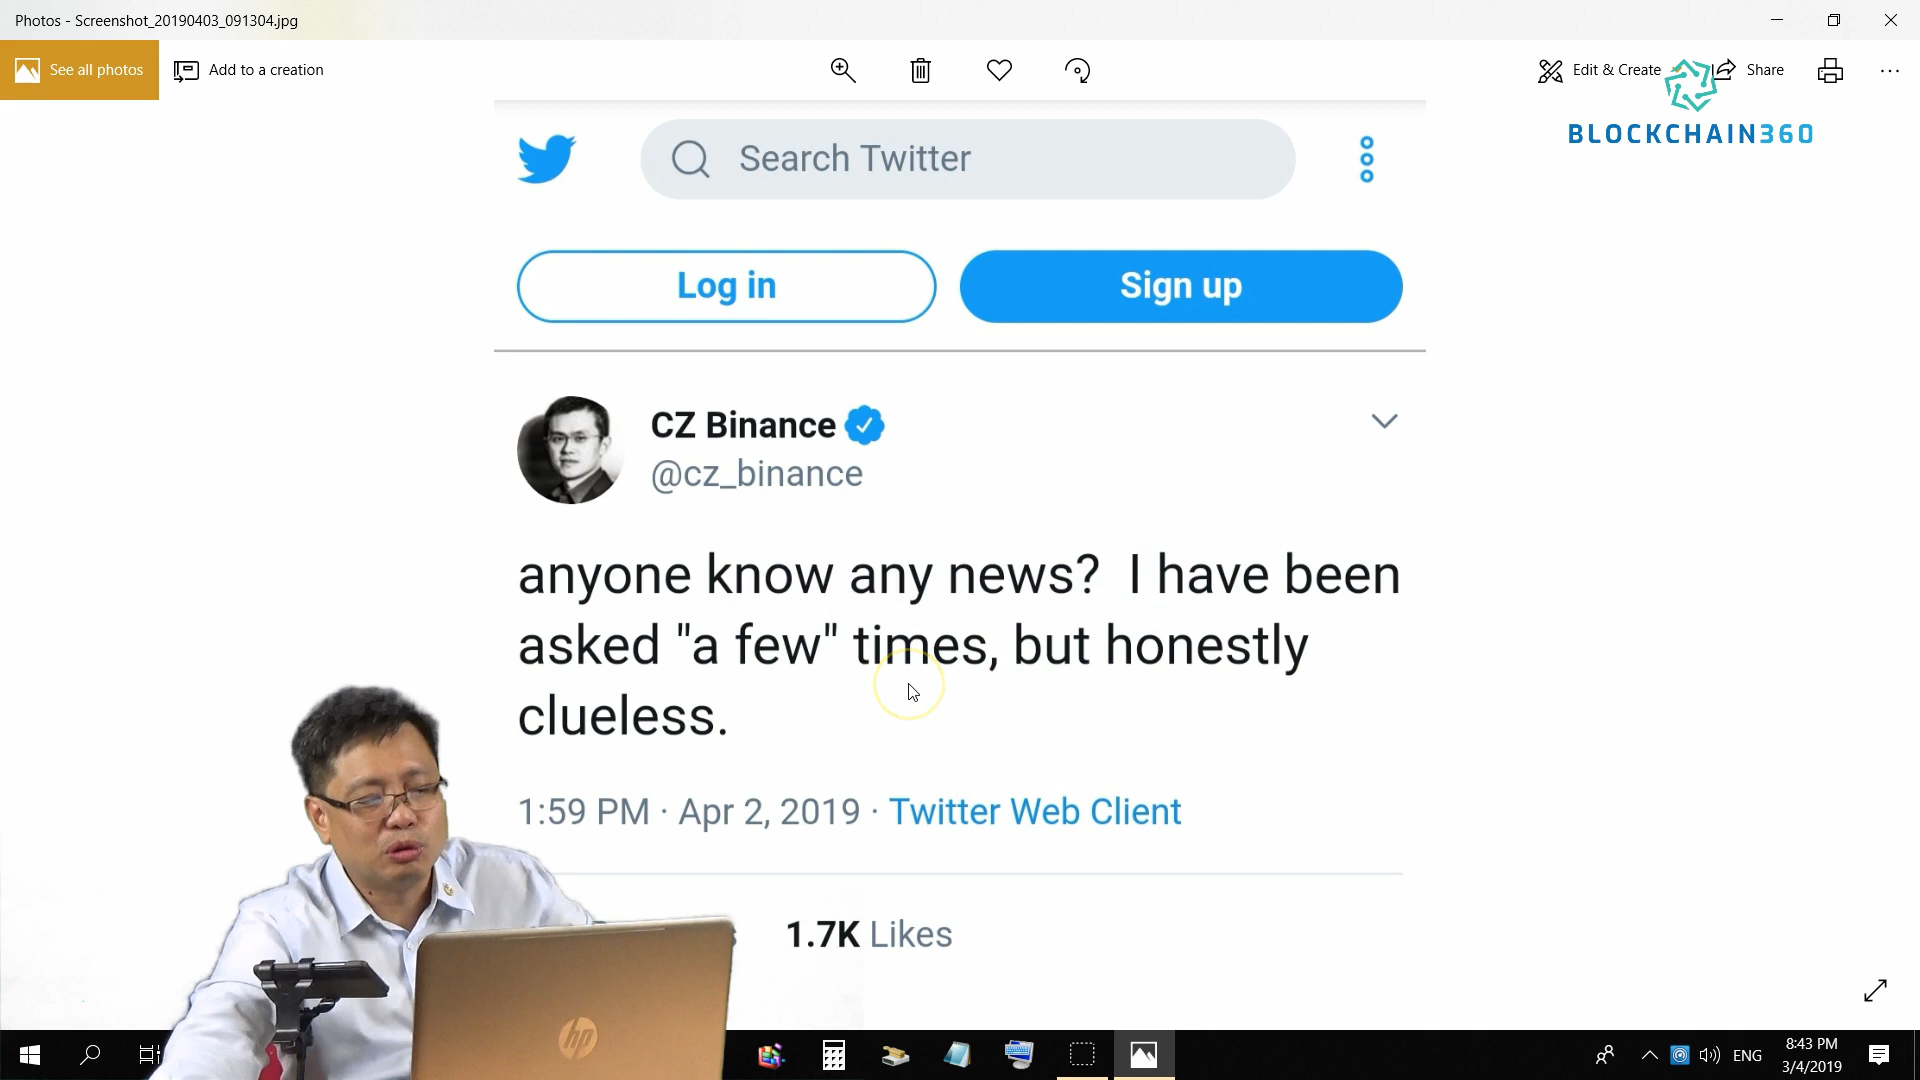 Photos - Screenshot_20190403_091304.jpg
See all photos
Add to a creation
Edit & Create
Share
BLOCKCHAIN360
Search Twitter
Log in
Sign up
CZ Binance
@cz_binance
anyone know any news?  I have been
asked "a few" times, but honestly
clueless.
1:59 PM · Apr 2, 2019 · Twitter Web Client
1.7K Likes
hp
ENG
8:43 PM
3/4/2019